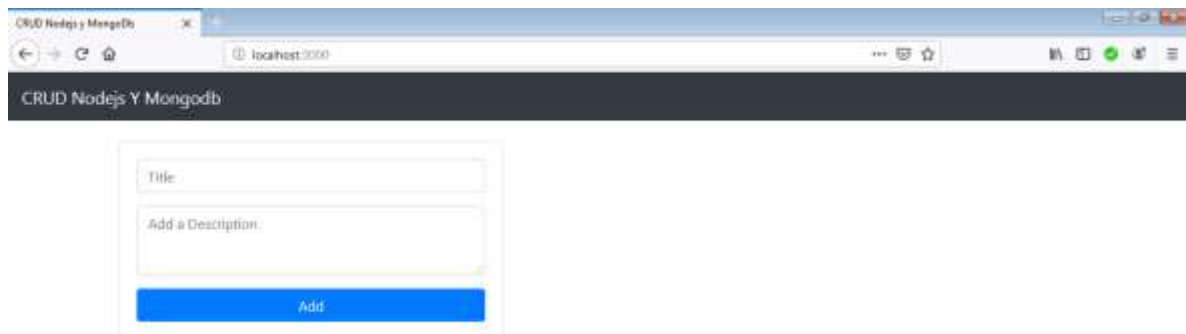 CRUD Nodejs y MongoDb
localhost:3000
CRUD Nodejs Y Mongodb
Title
Add a Description
Add